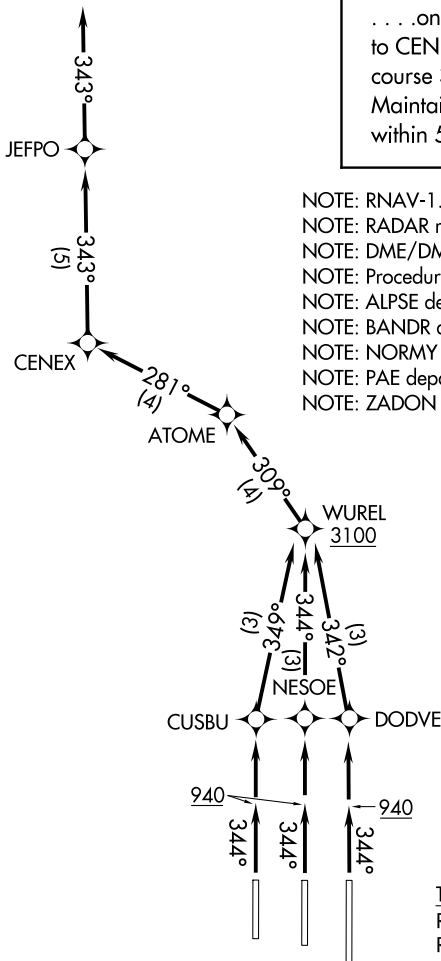 . . . .on
to CEN
course
Maintai
within 5
343°
JEFPO
343°
(5)
NOTE: RNAV-1.
NOTE: RADAR r
NOTE: DME/DM
NOTE: Procedur
NOTE: ALPSE de
NOTE: BANDR
NOTE: NORMY
NOTE: PAE depa
NOTE: ZADON
CENEX
281°
(4)
ATOME
309°
(4)
WUREL
3100
(3)
349°
344°
(3)
342°
(3)
NESOE
CUSBU
DODVE
940
940
344°
344°
344°